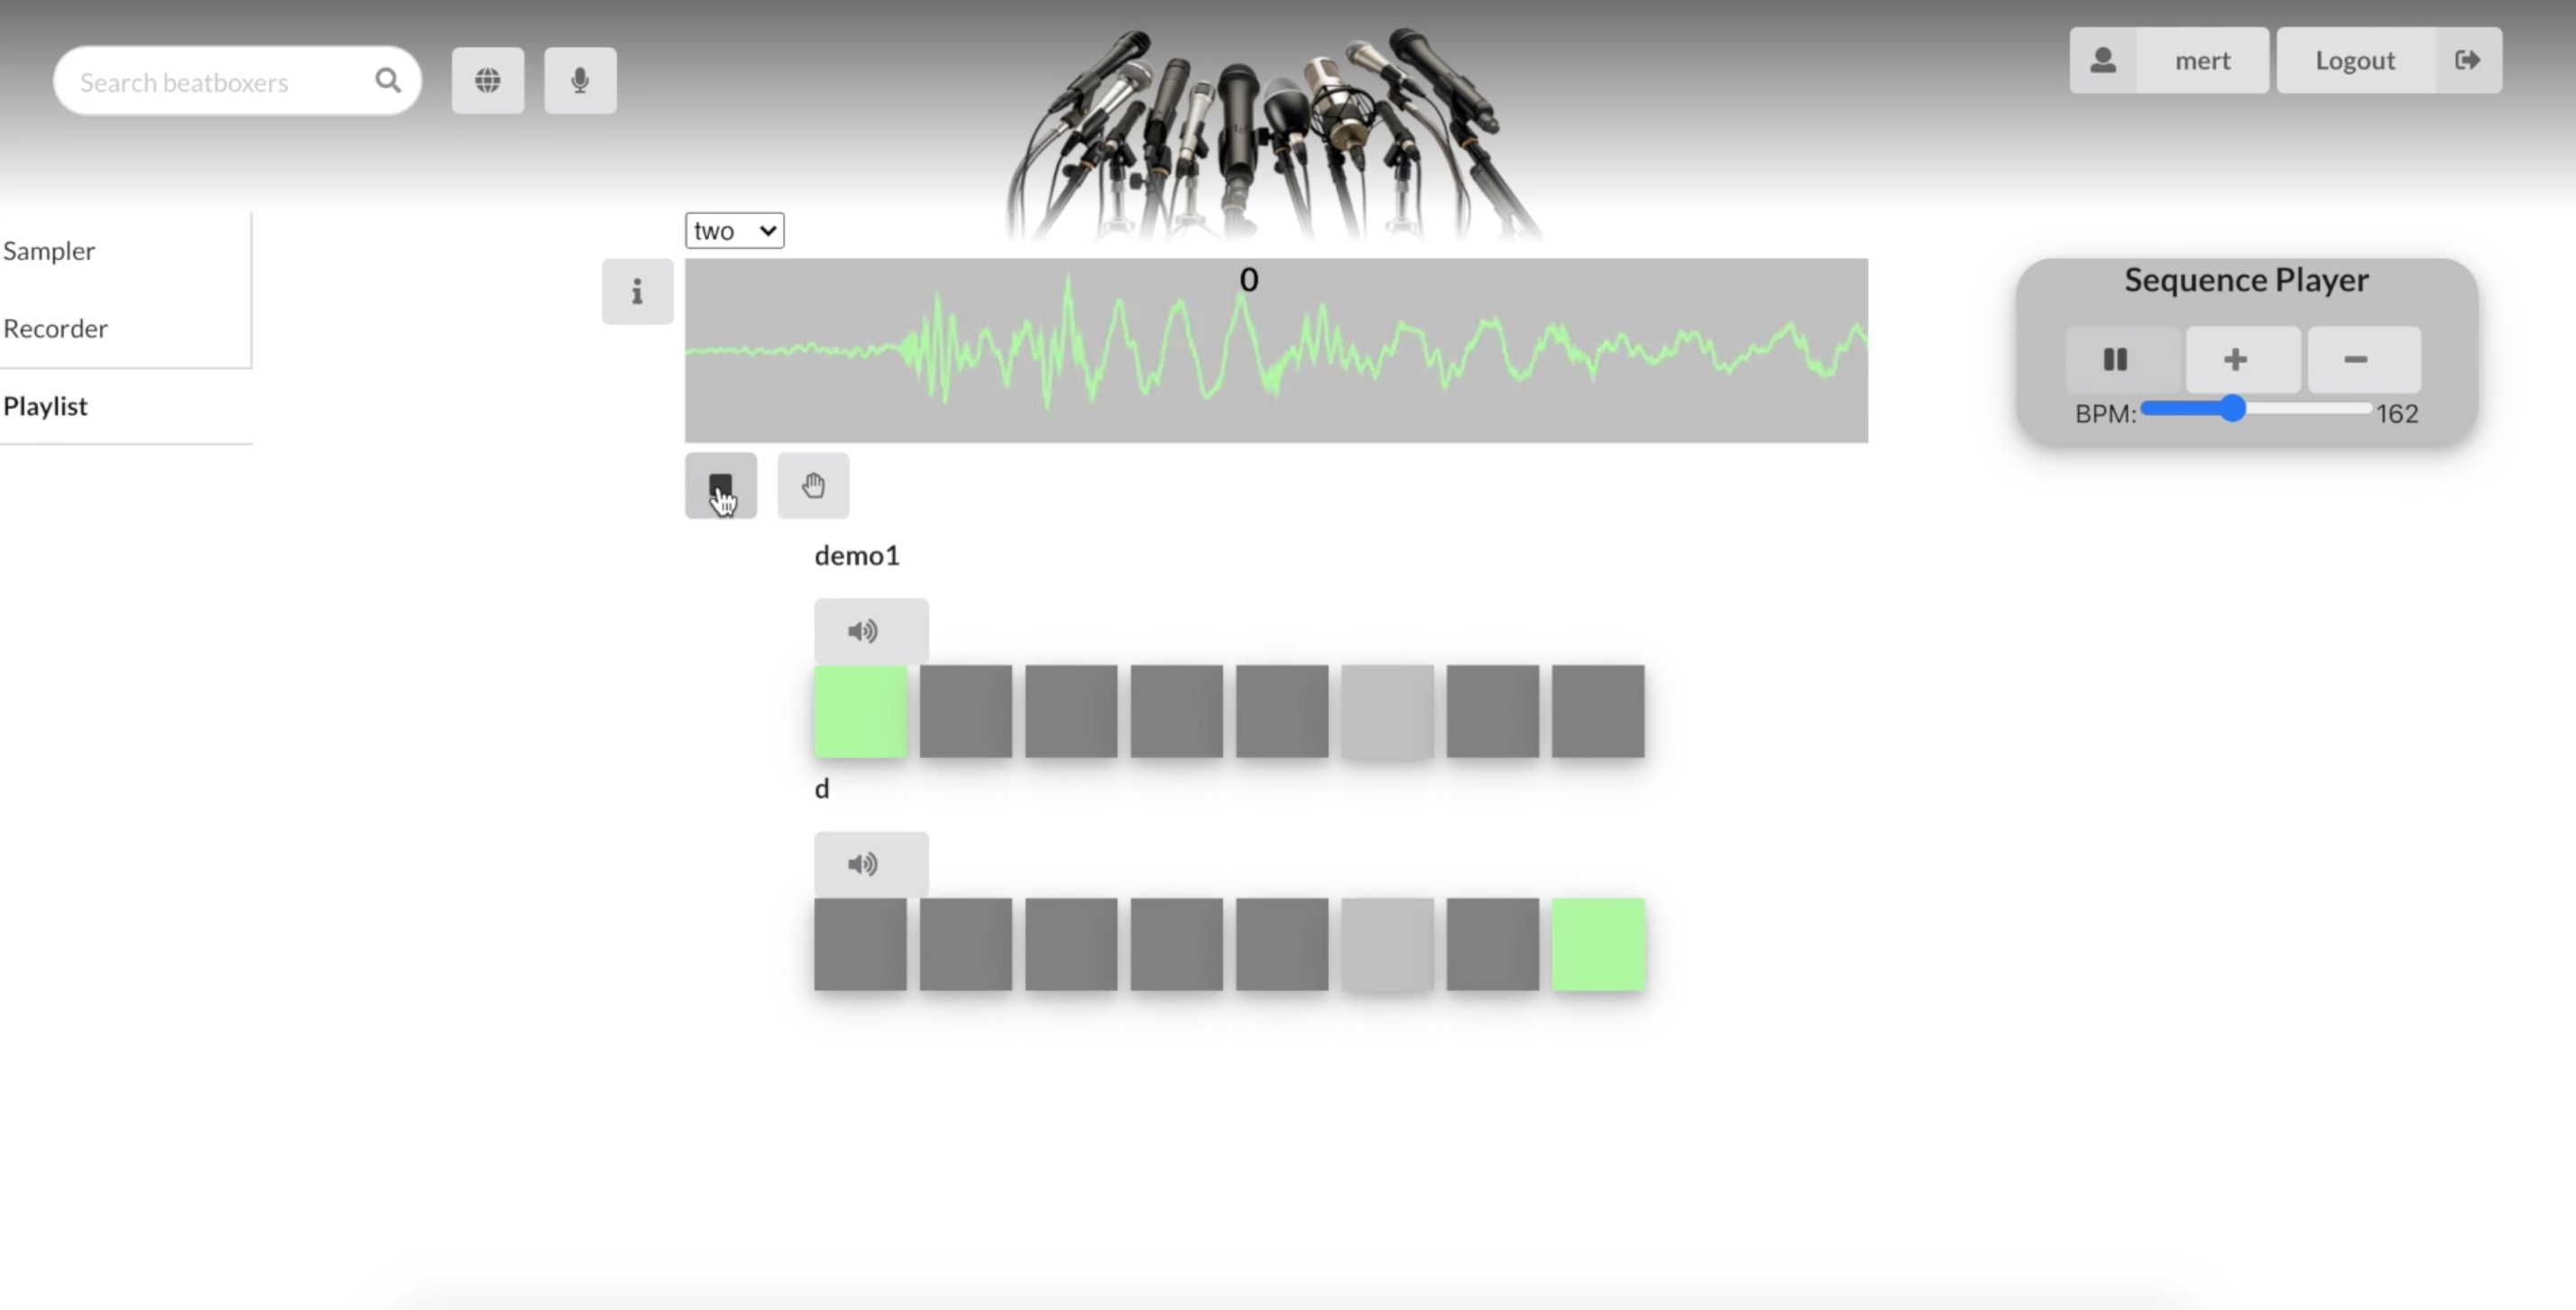 Search beatboxers
mert
Logout
Sampler
Recorder
Playlist
two
0
Sequence Player
BPM:
162
demo1
d